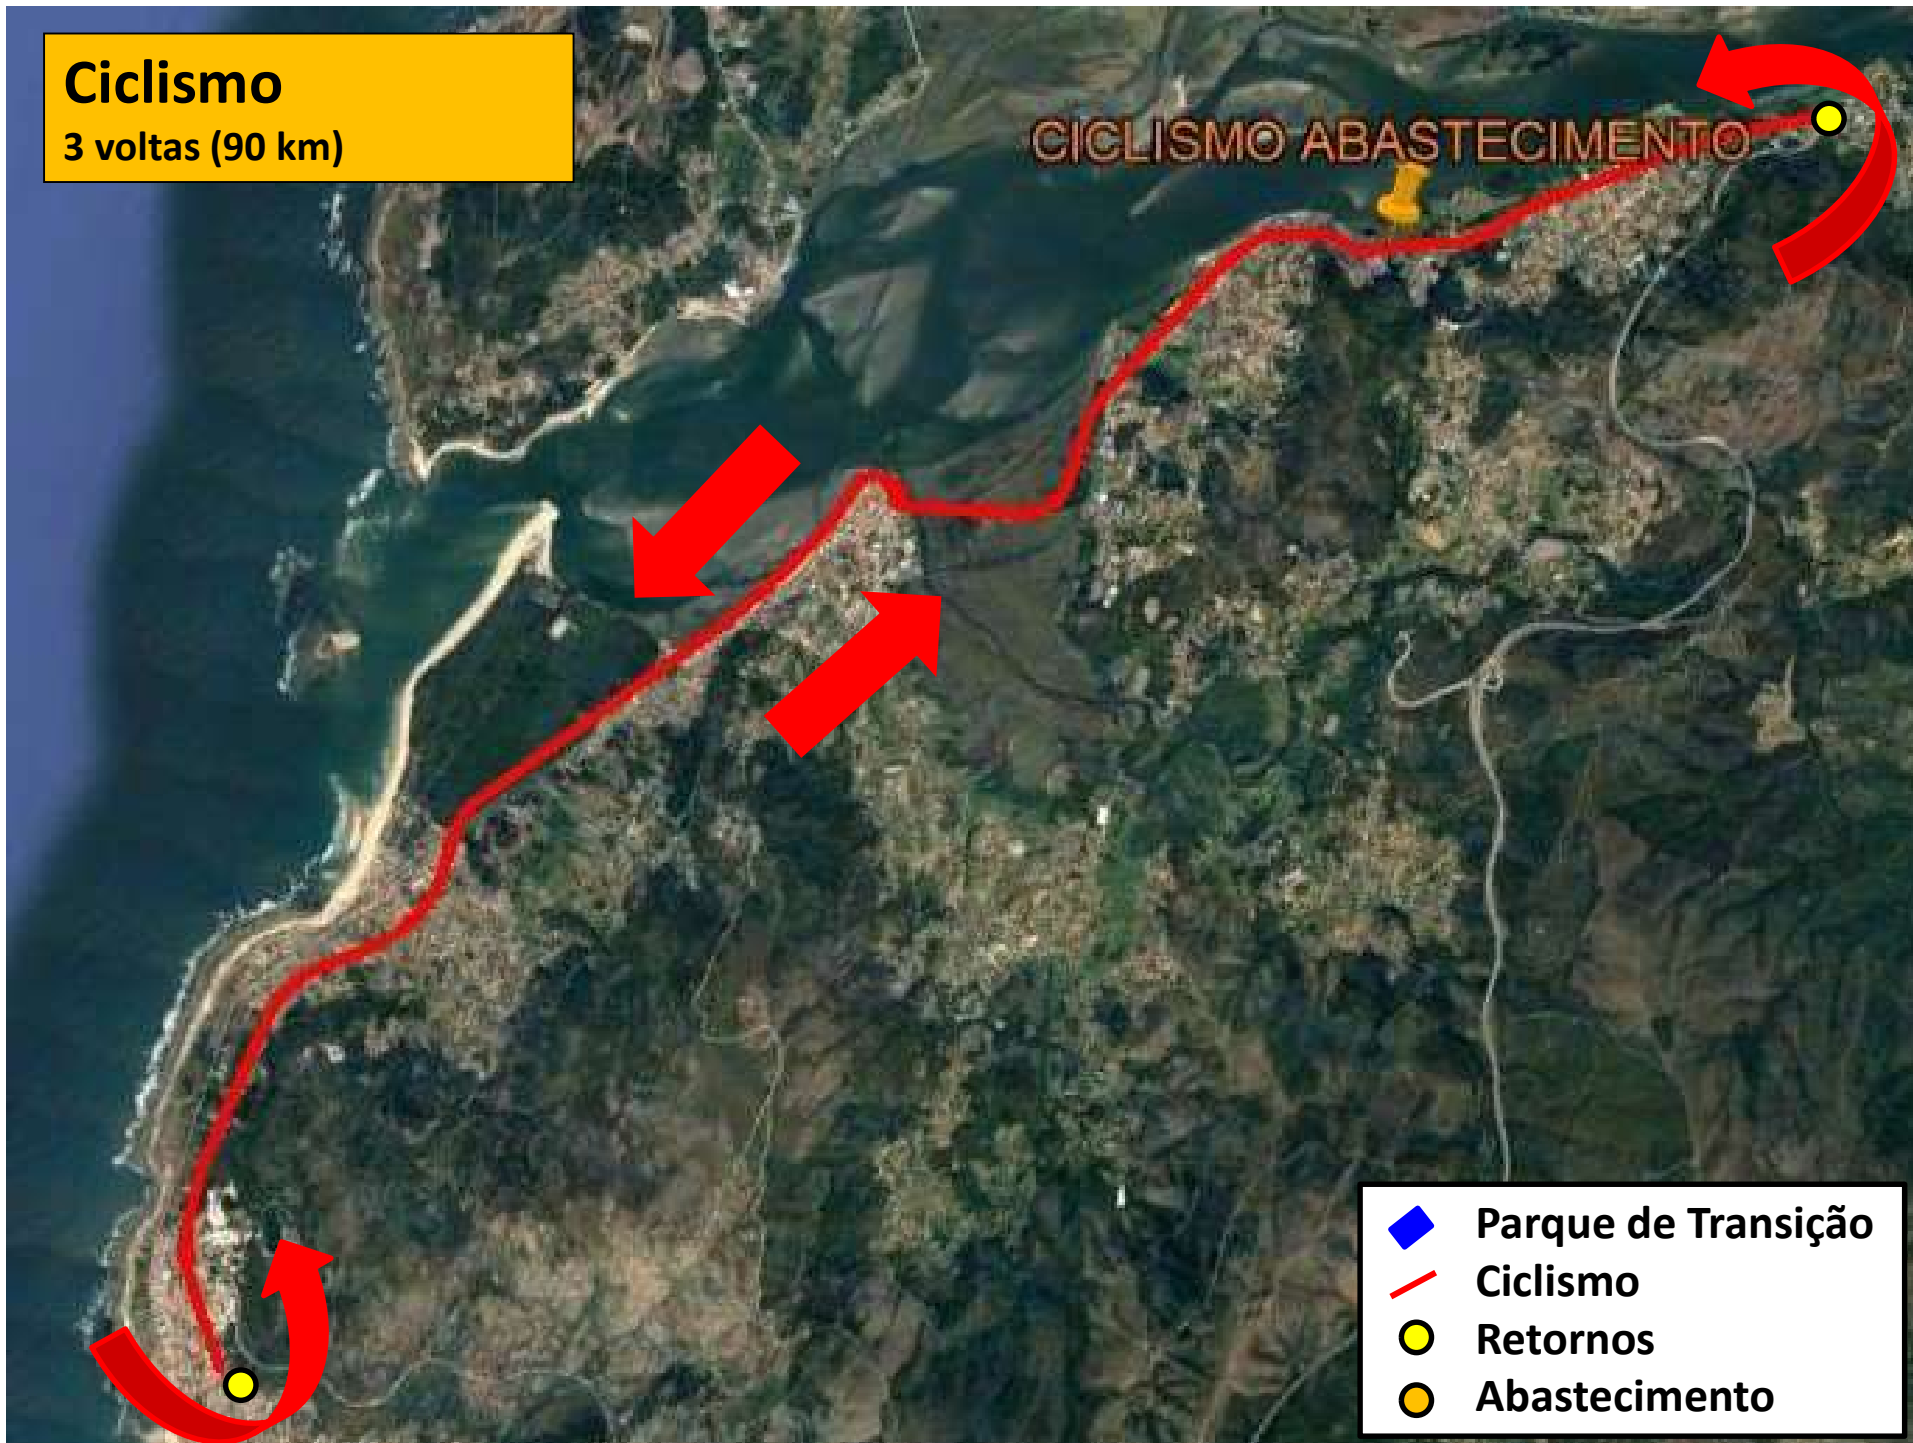 Ciclismo
3 voltas (90 km)
CICLISMO ABASTECIMENTO
Parque de Transição
Ciclismo
Retornos
Abastecimento